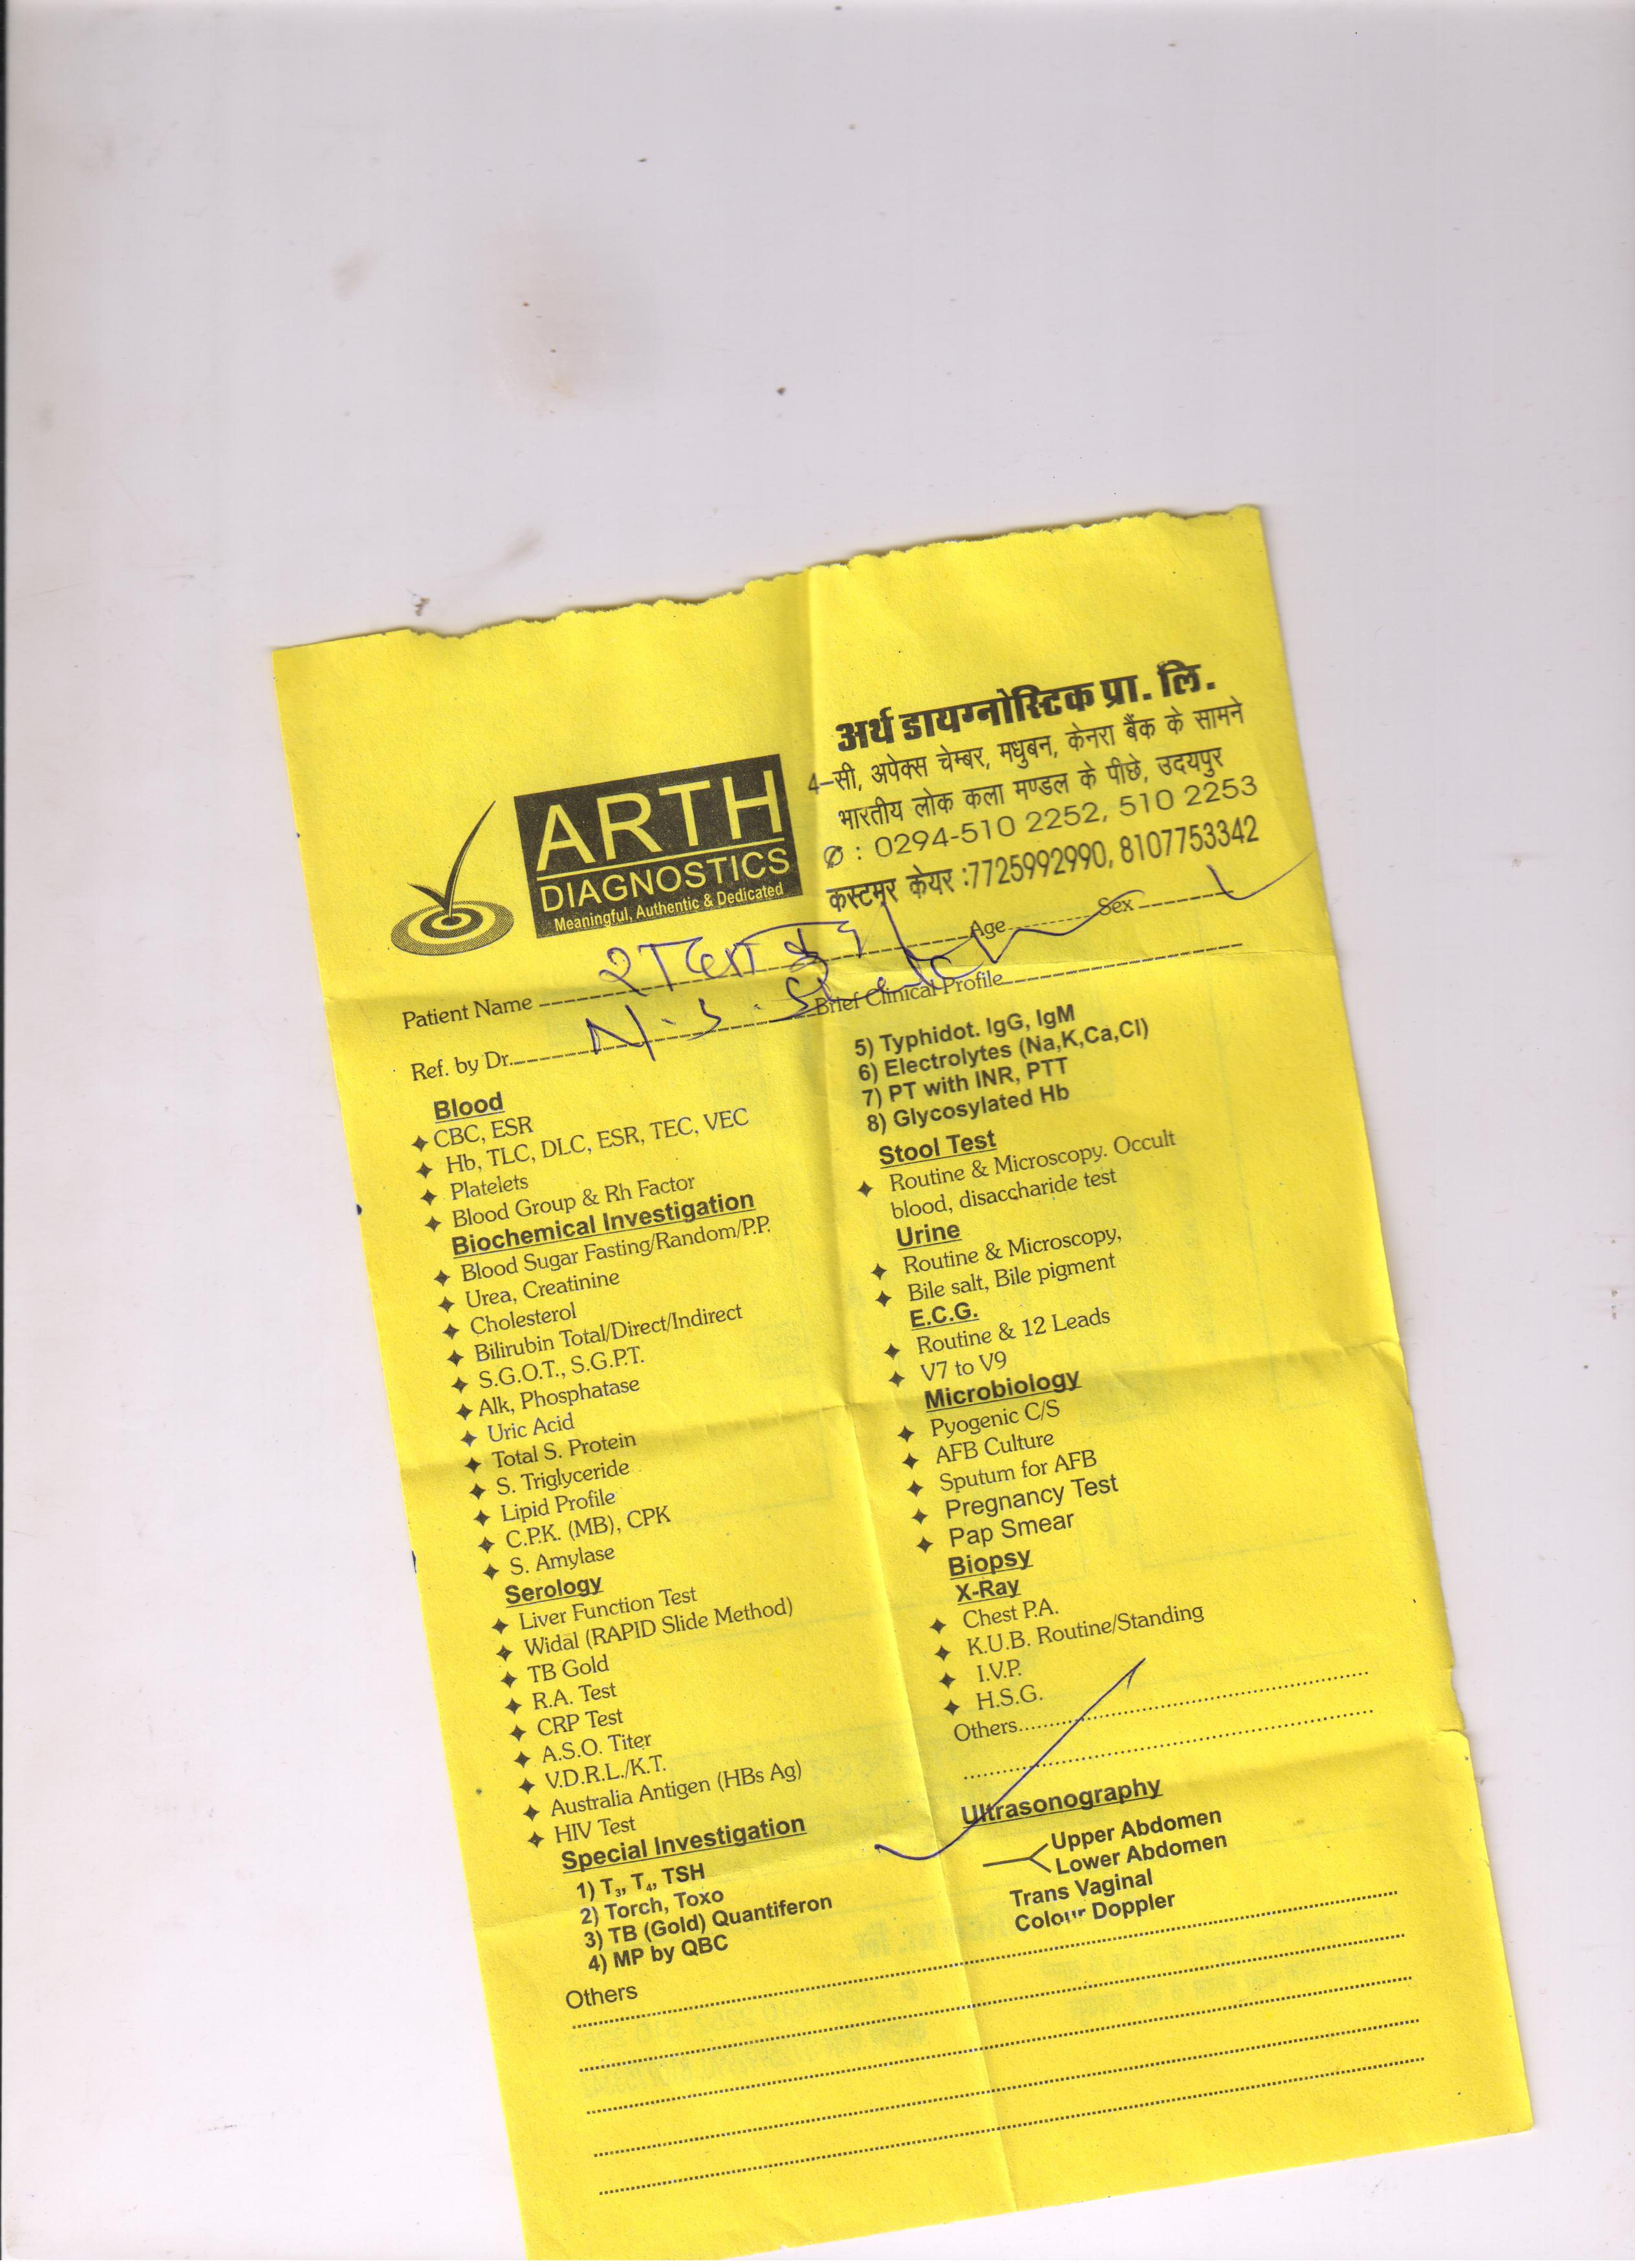 अर्थ डायग्नोस्टिक प्रा. लि.
4-सी, अपेक्स चेम्बर, मधुबन, केनरा बैंक के सामने
भारतीय लोक कला मण्डल के पीछे, उदयपुर
: 0294-510 2252, 510 2253
कस्टमर केयर :7725992990, 8107753342
ARTH
DIAGNOSTICS
Meaningful, Authentic & Dedicated
Patient Name Age Sex
Ref. by Dr. N.S. Brief Clinical Profile
Blood
CBC, ESR
Hb, TLC, DLC, ESR, TEC, VEC
Platelets
Blood Group & Rh Factor
Biochemical Investigation
Blood Sugar Fasting/Random/P.P.
Urea, Creatinine
Cholesterol
Bilirubin Total/Direct/Indirect
S.G.O.T., S.G.P.T.
Alk, Phosphatase
Uric Acid
Total S. Protein
S. Triglyceride
Lipid Profile
C.P.K. (MB), CPK
S. Amylase
Serology
Liver Function Test
Widal (RAPID Slide Method)
TB Gold
R.A. Test
CRP Test
A.S.O. Titer
V.D.R.L./K.T.
Australia Antigen (HBs Ag)
HIV Test
Special Investigation
1) T₃, T₄, TSH
2) Torch, Toxo
3) TB (Gold) Quantiferon
4) MP by QBC
5) Typhidot. IgG, IgM
6) Electrolytes (Na,K,Ca,Cl)
7) PT with INR, PTT
8) Glycosylated Hb
Stool Test
Routine & Microscopy. Occult
blood, disaccharide test
Urine
Routine & Microscopy,
Bile salt, Bile pigment
E.C.G.
Routine & 12 Leads
V7 to V9
Microbiology
Pyogenic C/S
AFB Culture
Sputum for AFB
Pregnancy Test
Pap Smear
Biopsy
X-Ray
Chest P.A.
K.U.B. Routine/Standing
I.V.P.
H.S.G.
Others
Ultrasonography
Upper Abdomen
Lower Abdomen
Trans Vaginal
Colour Doppler
Others